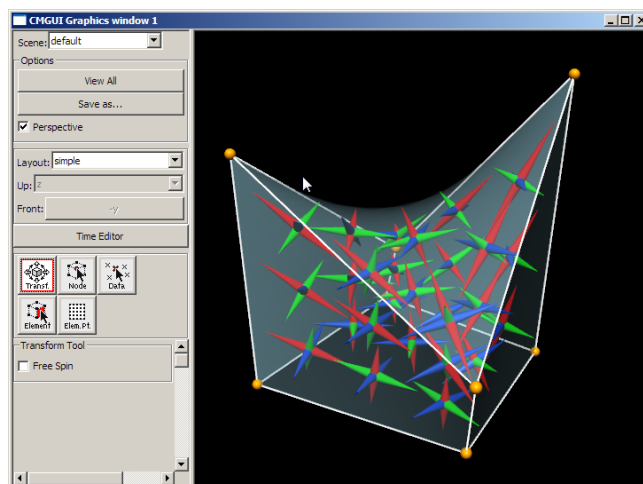 CMGUI Graphics window 1
Scene: default
Options
View All
Save as...
Perspective
Layout: simple
Up: z
Front: -y
Time Editor
Transf. Node Data
Element Elem.Pt.
Transform Tool
Free Spin